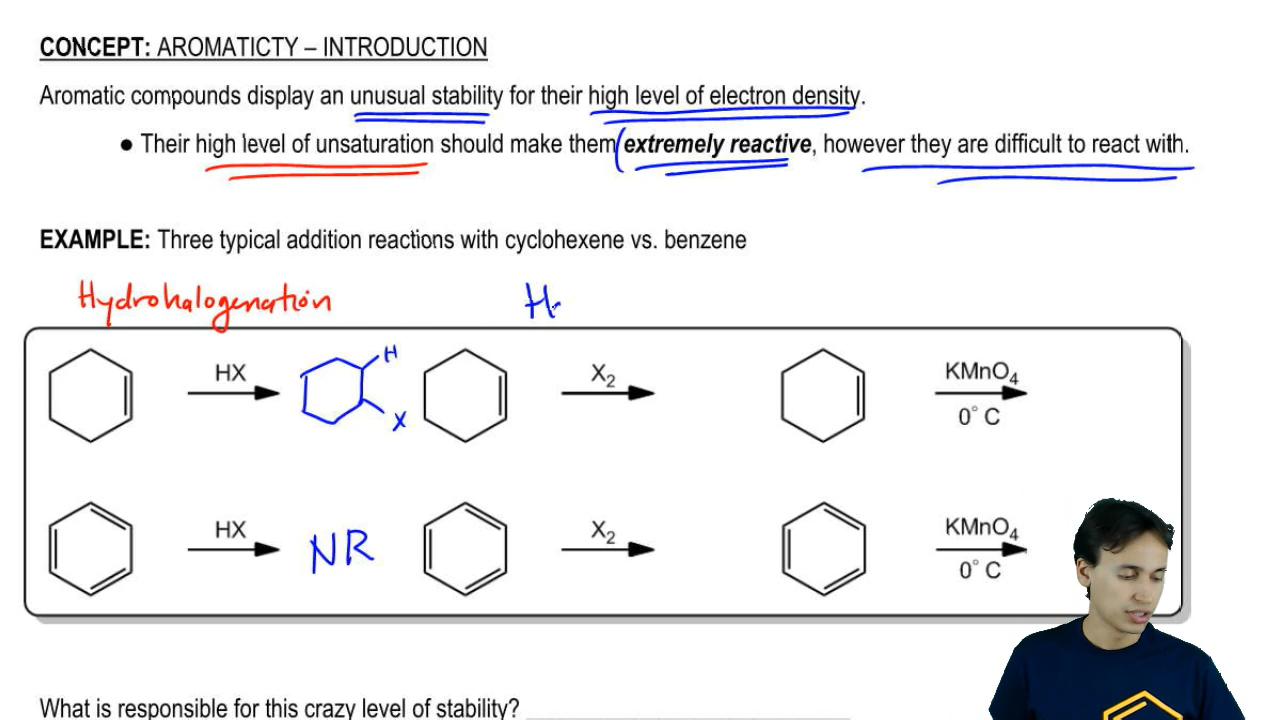 CONCEPT: AROMATICTY – INTRODUCTION
Aromatic compounds display an unusual stability for their high level of electron density.
● Their high level of unsaturation should make them extremely reactive, however they are difficult to react with.
EXAMPLE: Three typical addition reactions with cyclohexene vs. benzene
Hydrohalogenation H
HX H X X₂ KMnO₄
0° C
HX NR X₂ KMnO₄
0° C
What is responsible for this crazy level of stability?